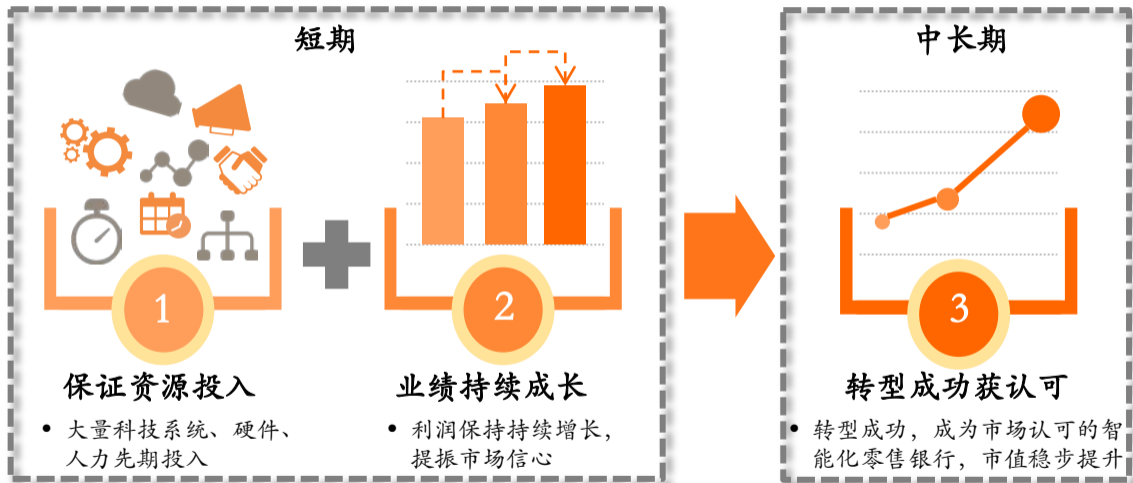 短期
中长期
1
2
3
保证资源投入
• 大量科技系统、硬件、
人力先期投入
业绩持续成长
• 利润保持持续增长，
提振市场信心
转型成功获认可
• 转型成功，成为市场认可的智
能化零售银行，市值稳步提升